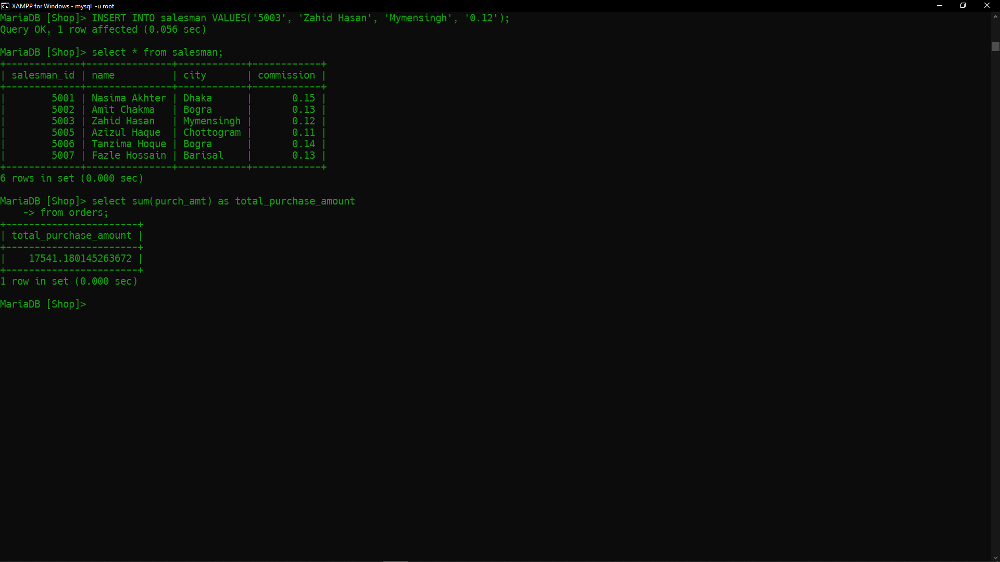 XAMPP for Windows - mysql  -u root
MariaDB [Shop]> INSERT INTO salesman VALUES('5003', 'Zahid Hasan', 'Mymensingh', '0.12');
Query OK, 1 row affected (0.056 sec)

MariaDB [Shop]> select * from salesman;
+-------------+---------------+------------+------------+
| salesman_id | name          | city       | commission |
+-------------+---------------+------------+------------+
|        5001 | Nasima Akhter | Dhaka      |       0.15 |
|        5002 | Amit Chakma   | Bogra      |       0.13 |
|        5003 | Zahid Hasan   | Mymensingh |       0.12 |
|        5005 | Azizul Haque  | Chottogram |       0.11 |
|        5006 | Tanzima Hoque | Bogra      |       0.14 |
|        5007 | Fazle Hossain | Barisal    |       0.13 |
+-------------+---------------+------------+------------+
6 rows in set (0.000 sec)

MariaDB [Shop]> select sum(purch_amt) as total_purchase_amount
    -> from orders;
+-----------------------+
| total_purchase_amount |
+-----------------------+
|    17541.180145263672 |
+-----------------------+
1 row in set (0.000 sec)

MariaDB [Shop]>